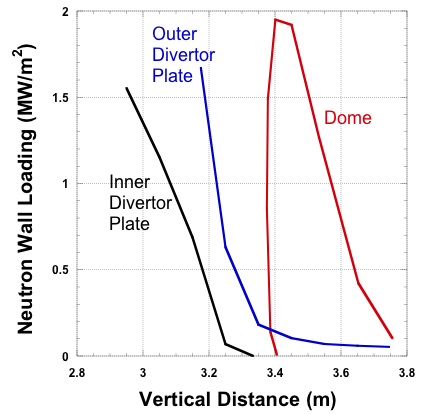 Neutron Wall Loading (MW/m²)
2
1.5
1
0.5
0
Outer
Divertor
Plate
Dome
Inner
Divertor
Plate
2.8
3
3.2
3.4
3.6
3.8
Vertical Distance (m)